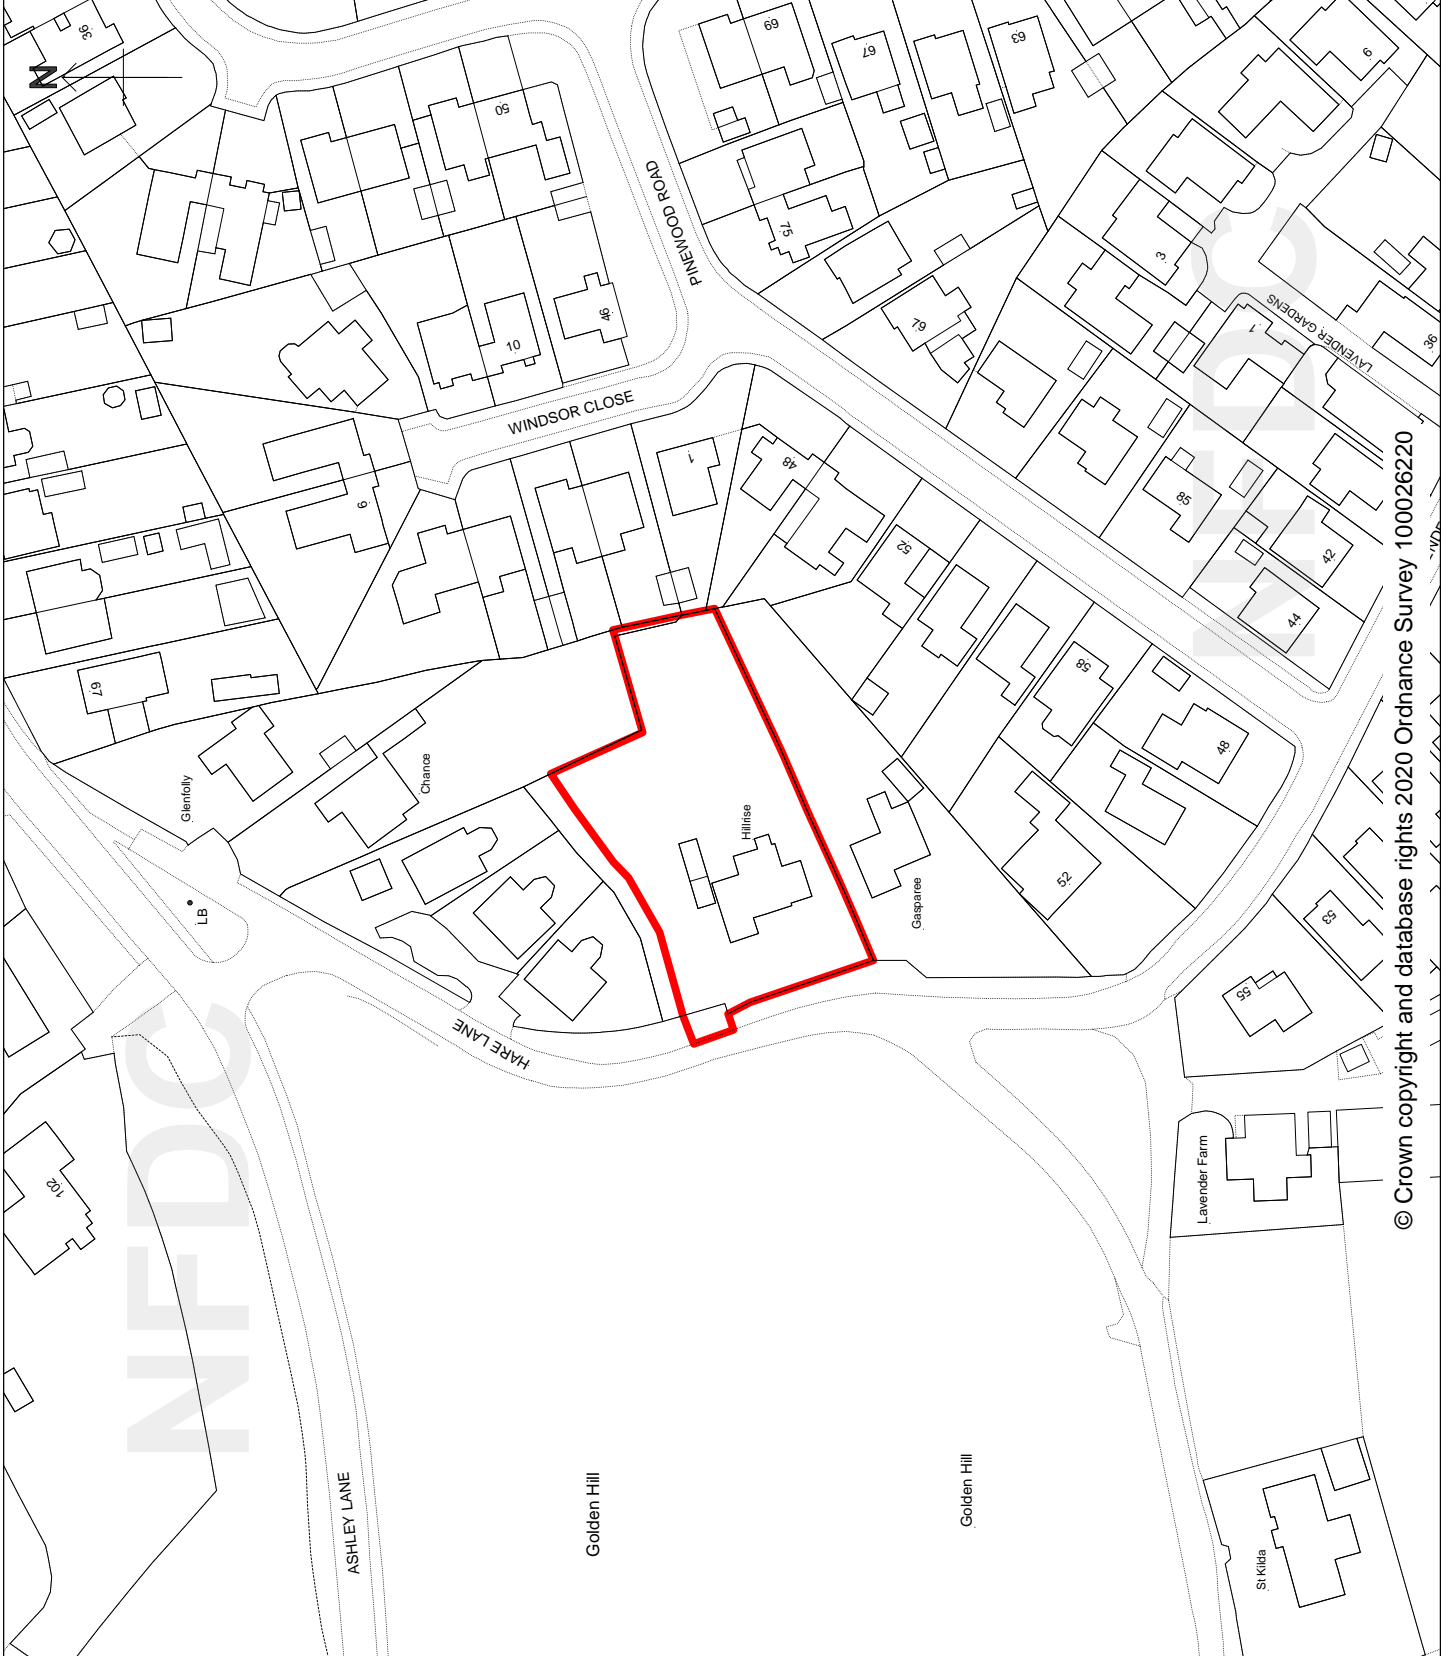 N
36
50
PINEWOOD ROAD
69
67
63
9
57
79
3
1
LAVENDER GARDENS
36
10
46
WINDSOR CLOSE
6
1
48
52
58
48
85
42
44
67
Glenfolly
Chance
Hillrise
Gasparee
52
53
55
LB
HARE LANE
102
ASHLEY LANE
Golden Hill
Golden Hill
Lavender Farm
St Kilda
NFDC
NFDC
© Crown copyright and database rights 2020 Ordnance Survey 100026220